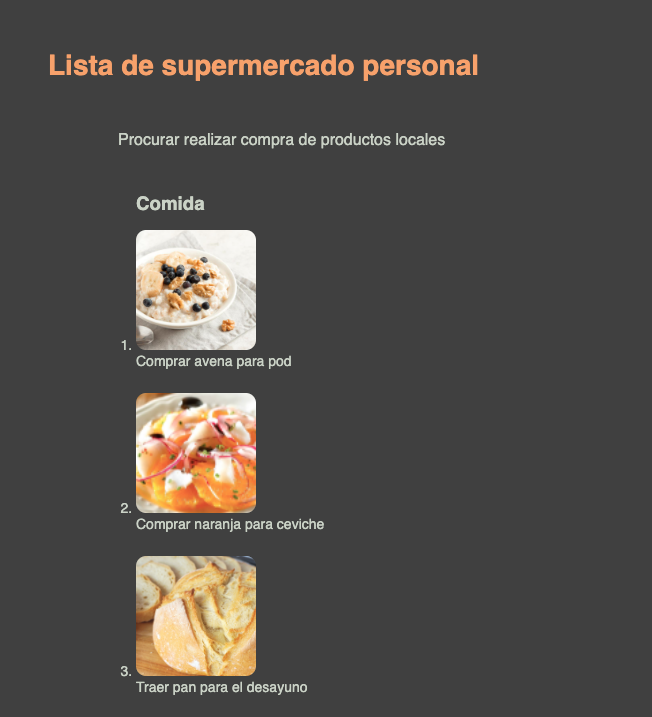 Lista de supermercado personal
Procurar realizar compra de productos locales
Comida
1.
Comprar avena para pod
2.
Comprar naranja para ceviche
3.
Traer pan para el desayuno